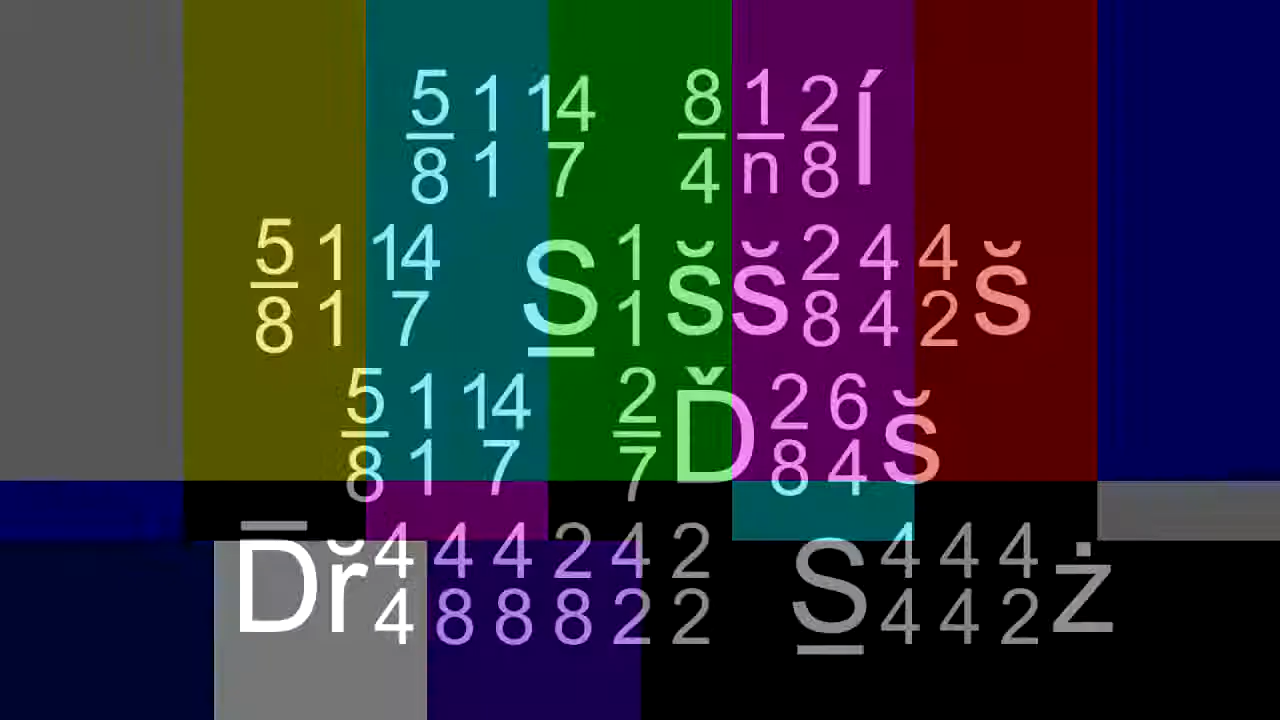 5/8 1/1 14/7 8/4 1/n 2/8 í
5/8 1/1 14/7 S̲ 1/1 s̆ s̆ 2/8 4/4 4/2 s̆
5/8 1/1 14/7 2/7 Ď 2/8 6/4 s̆
D̅ r̆ 4/4 4/8 4/8 2/8 4/2 2/2 S̲ 4/4 4/4 4/2 ż